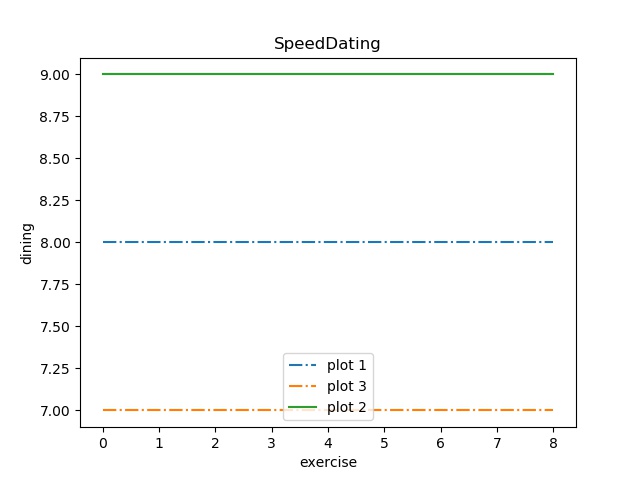 SpeedDating
9.00
8.75
8.50
8.25
8.00
7.75
7.50
7.25
7.00
dining
plot 1
plot 3
plot 2
0 1 2 3 4 5 6 7 8
exercise